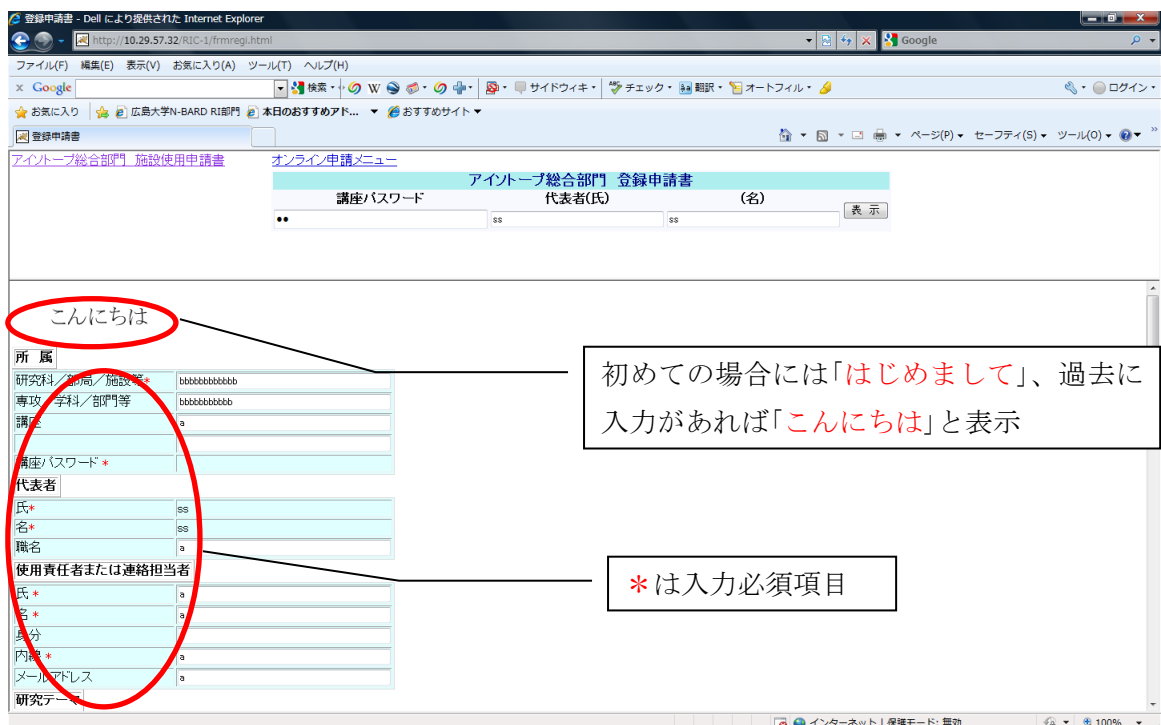 登録申請書 - Dell により提供された Internet Explorer
http://10.29.57.32/RIC-1/frmregi.html
Google
ファイル(F) 編集(E) 表示(V) お気に入り(A) ツール(T) ヘルプ(H)
x Google 検索 サイドウィキ チェック 翻訳 オートフィル ログイン
お気に入り 広島大学N-BARD RI部門 本日のおすすめアド... おすすめサイト
登録申請書 ページ(P) セーフティ(S) ツール(O)
アイソトープ総合部門 施設使用申請書 オンライン申請メニュー
アイソトープ総合部門 登録申請書
講座パスワード 代表者(氏) (名)
●● ss ss 表 示
こんにちは
初めての場合には「はじめまして」、過去に
入力があれば「こんにちは」と表示
所 属
研究科/部局/施設等* bbbbbbbbbbb
専攻/学科/部門等 bbbbbbbbbb
講座 a
講座パスワード *
代表者
氏* ss
名* ss
職名 a
使用責任者または連絡担当者
*は入力必須項目
氏 * a
名 * a
身分
内線 * a
メールアドレス a
研究テーマ
インターネット | 保護モード: 無効 100%